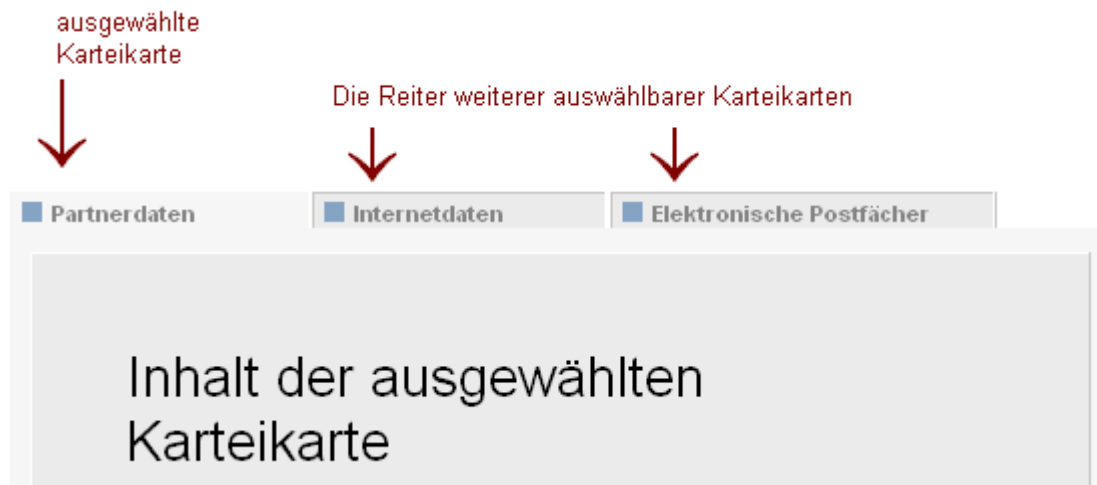 ausgewählte
Karteikarte
Die Reiter weiterer auswählbarer Karteikarten
Partnerdaten
Internetdaten
Elektronische Postfächer
Inhalt der ausgewählten
Karteikarte